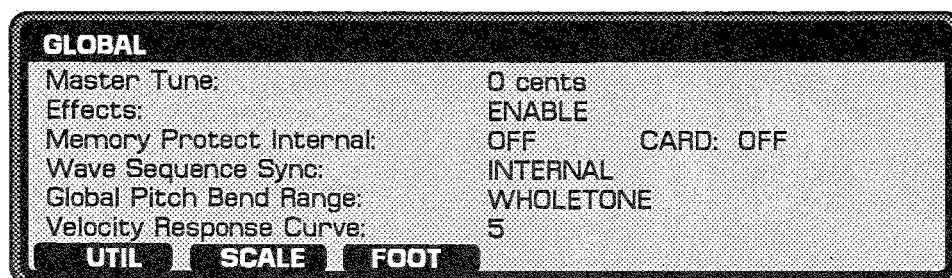 GLOBAL
Master Tune: 0 cents
Effects: ENABLE
Memory Protect Internal: OFF CARD: OFF
Wave Sequence Sync: INTERNAL
Global Pitch Bend Range: WHOLETONE
Velocity Response Curve: 5
UTIL SCALE FOOT